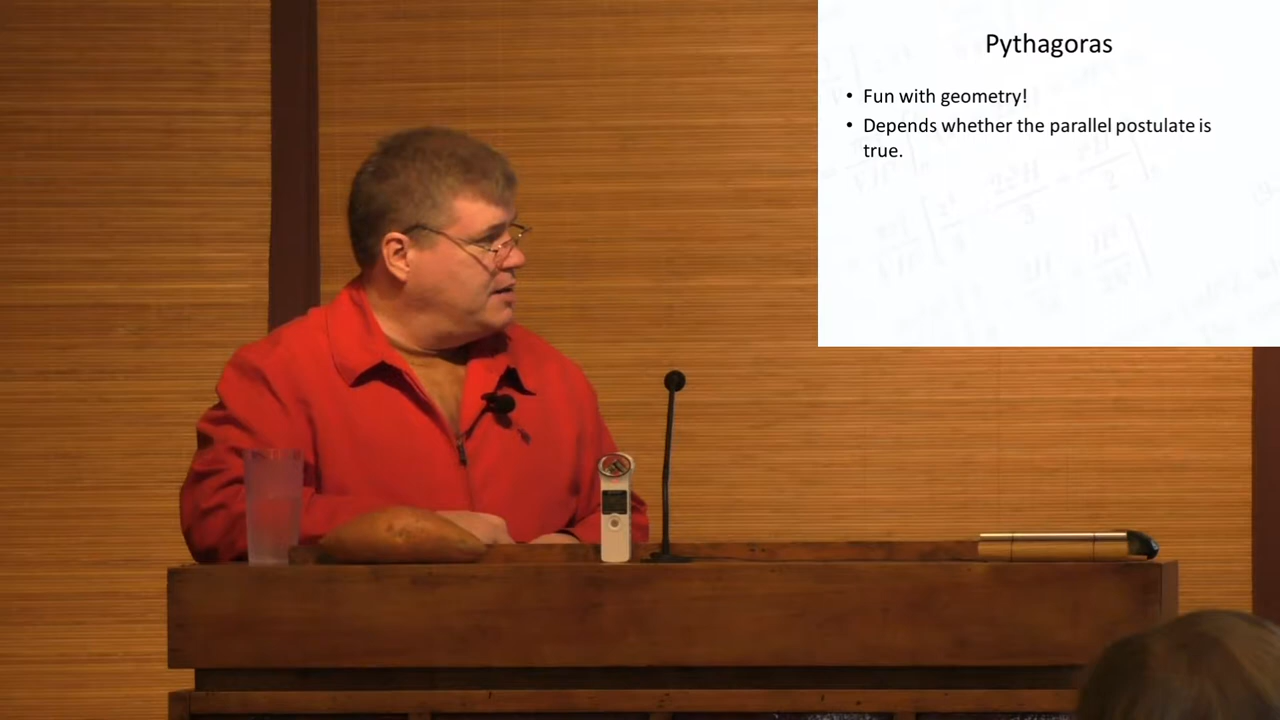 Pythagoras
• Fun with geometry!
• Depends whether the parallel postulate is
true.